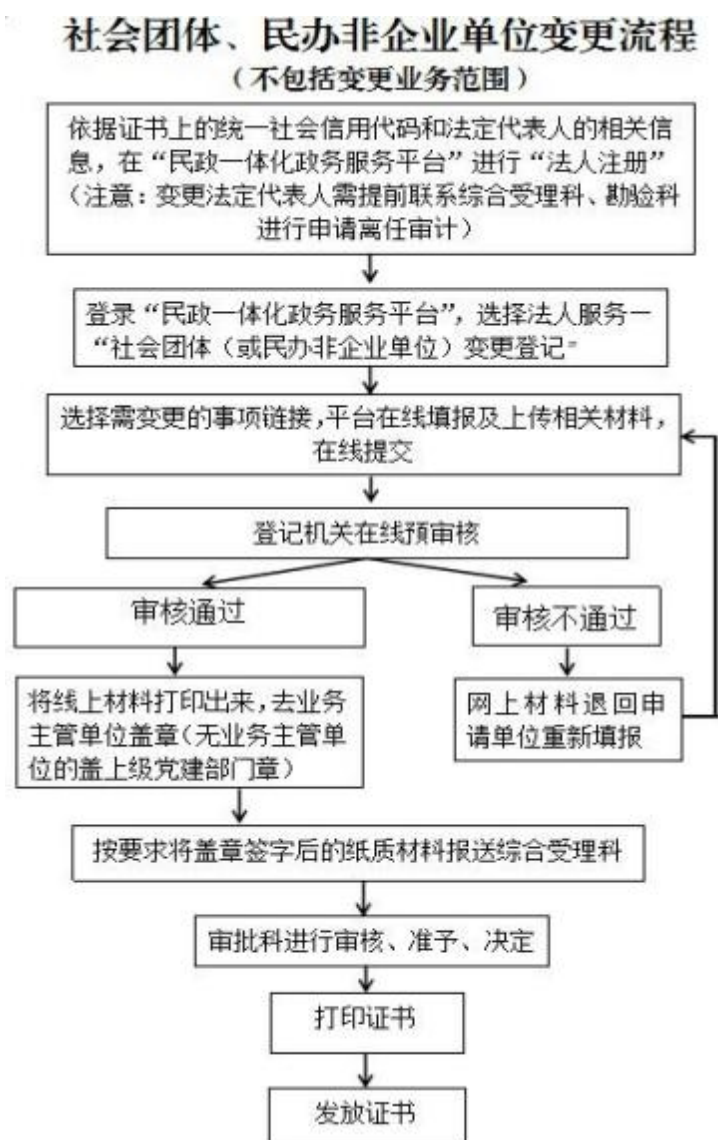 社会团体、民办非企业单位变更流程
（不包括变更业务范围）
依据证书上的统一社会信用代码和法定代表人的相关信
息，在“民政一体化政务服务平台”进行“法人注册”
（注意：变更法定代表人需提前联系综合受理科、勘验科
进行申请离任审计）
登录“民政一体化政务服务平台”，选择法人服务—
“社会团体（或民办非企业单位）变更登记”
选择需变更的事项链接，平台在线填报及上传相关材料，
在线提交
登记机关在线预审核
审核通过
审核不通过
将线上材料打印出来，去业务
主管单位盖章（无业务主管单
位的盖上级党建部门章）
网上材料退回申
请单位重新填报
按要求将盖章签字后的纸质材料报送综合受理科
审批科进行审核、准予、决定
打印证书
发放证书